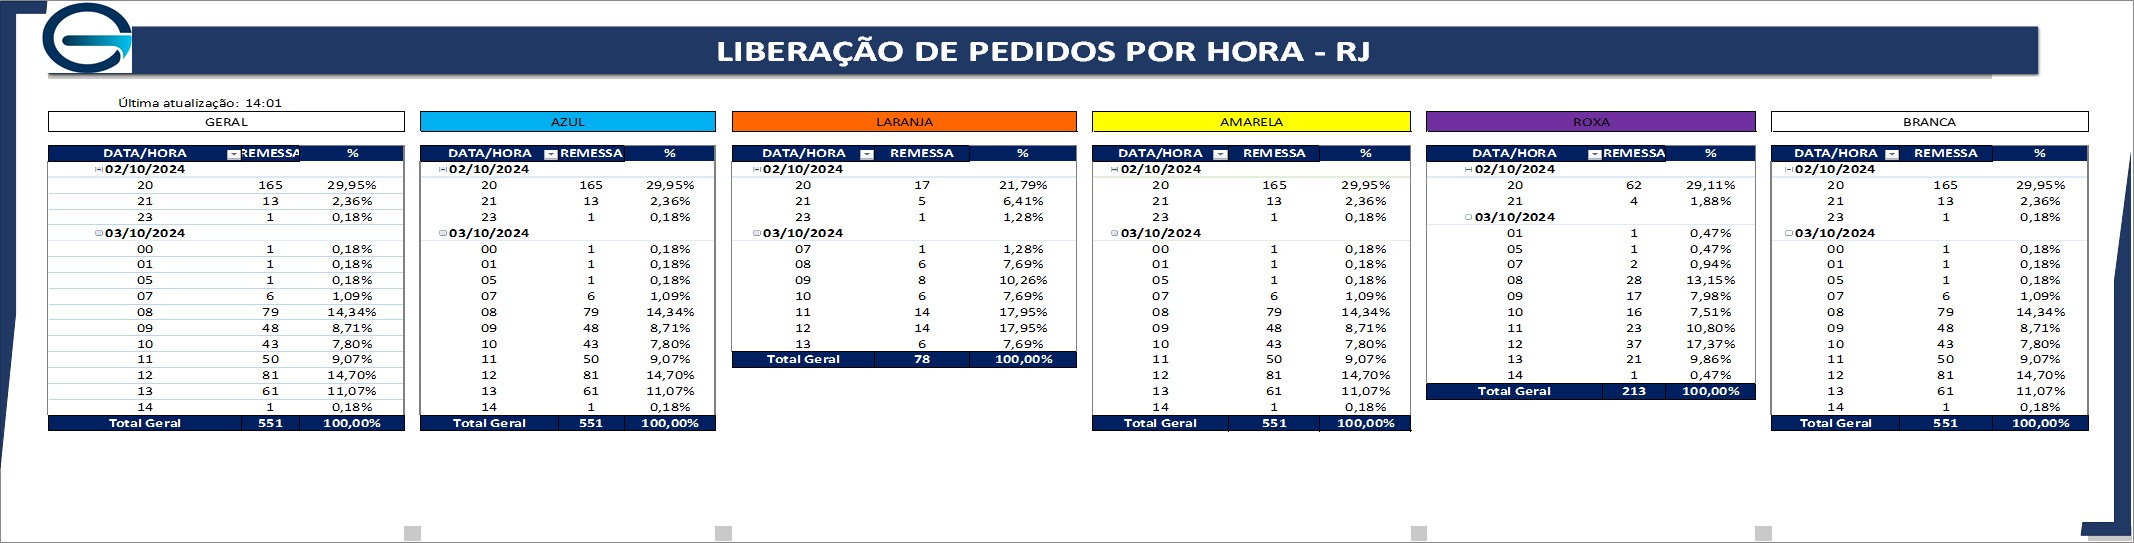 LIBERAÇÃO DE PEDIDOS POR HORA - RJ
Última atualização: 14:01
GERAL AZUL LARANJA AMARELA ROXA BRANCA
DATA/HORA REMESSA % DATA/HORA REMESSA % DATA/HORA REMESSA % DATA/HORA REMESSA % DATA/HORA REMESSA % DATA/HORA REMESSA %
02/10/2024 02/10/2024 02/10/2024 02/10/2024 02/10/2024 02/10/2024
20 165 29,95% 20 165 29,95% 20 17 21,79% 20 165 29,95% 20 62 29,11% 20 165 29,95%
21 13 2,36% 21 13 2,36% 21 5 6,41% 21 13 2,36% 21 4 1,88% 21 13 2,36%
23 1 0,18% 23 1 0,18% 23 1 1,28% 23 1 0,18% 03/10/2024 23 1 0,18%
03/10/2024 03/10/2024 03/10/2024 03/10/2024 01 1 0,47% 03/10/2024
00 1 0,18% 00 1 0,18% 07 1 1,28% 00 1 0,18% 05 1 0,47% 00 1 0,18%
01 1 0,18% 01 1 0,18% 08 6 7,69% 01 1 0,18% 07 2 0,94% 01 1 0,18%
05 1 0,18% 05 1 0,18% 09 8 10,26% 05 1 0,18% 08 28 13,15% 05 1 0,18%
07 6 1,09% 07 6 1,09% 10 6 7,69% 07 6 1,09% 09 17 7,98% 07 6 1,09%
08 79 14,34% 08 79 14,34% 11 14 17,95% 08 79 14,34% 10 16 7,51% 08 79 14,34%
09 48 8,71% 09 48 8,71% 12 14 17,95% 09 48 8,71% 11 23 10,80% 09 48 8,71%
10 43 7,80% 10 43 7,80% 13 6 7,69% 10 43 7,80% 12 37 17,37% 10 43 7,80%
11 50 9,07% 11 50 9,07% Total Geral 78 100,00% 11 50 9,07% 13 21 9,86% 11 50 9,07%
12 81 14,70% 12 81 14,70% 12 81 14,70% 14 1 0,47% 12 81 14,70%
13 61 11,07% 13 61 11,07% 13 61 11,07% Total Geral 213 100,00% 13 61 11,07%
14 1 0,18% 14 1 0,18% 14 1 0,18% 14 1 0,18%
Total Geral 551 100,00% Total Geral 551 100,00% Total Geral 551 100,00% Total Geral 551 100,00%